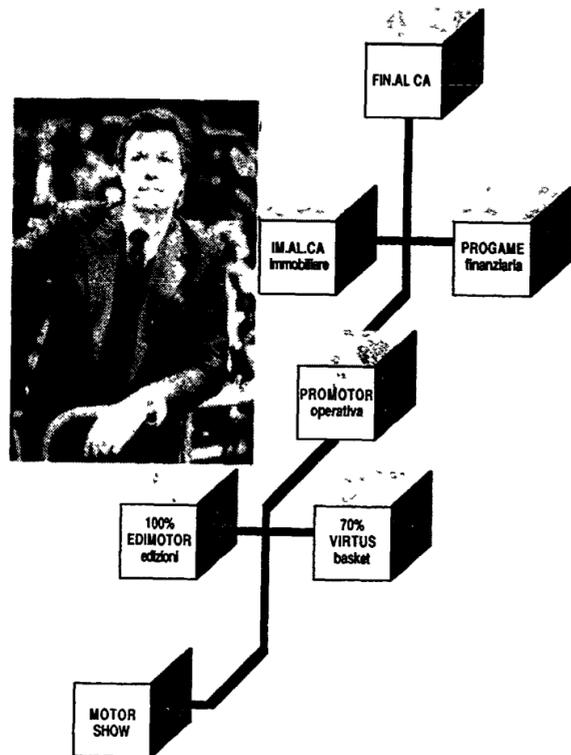 FIN.AL CA
IM.AL.CA
immobiliare
PROGAME
finanziaria
PROMOTOR
operativa
100%
EDIMOTOR
edizioni
70%
VIRTUS
basket
MOTOR
SHOW